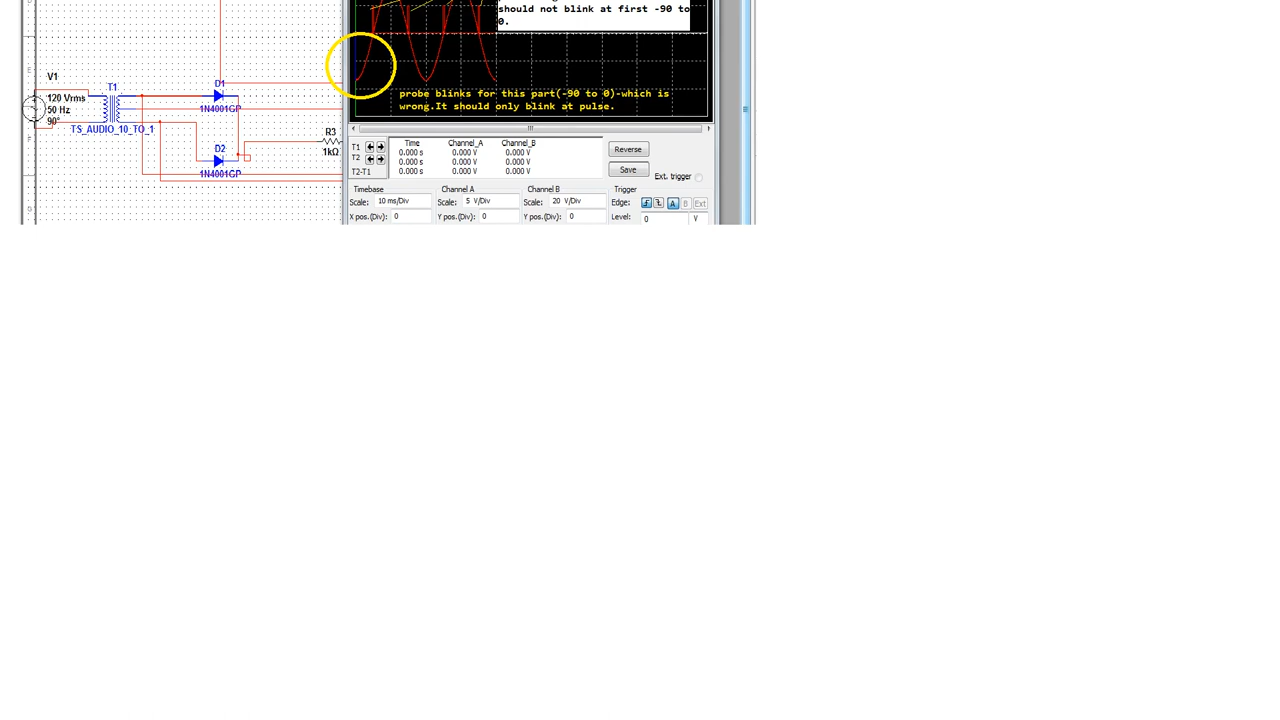 should not blink at first -90 to
0.
E
V1
T1
D1
120 Vrms
50 Hz
90°
1N4001GP
TS_AUDIO_10_TO_1
F
D2
R3
1kΩ
1N4001GP
G
probe blinks for this part(-90 to 0)-which is
wrong.It should only blink at pulse.
Time Channel_A Channel_B
T1 0.000 s 0.000 V 0.000 V
T2 0.000 s 0.000 V 0.000 V
T2-T1 0.000 s 0.000 V 0.000 V
Reverse
Save
Ext. trigger
Timebase Channel A Channel B Trigger
Scale: 10 ms/Div Scale: 5 V/Div Scale: 20 V/Div Edge: A B Ext
X pos.(Div): 0 Y pos.(Div): 0 Y pos.(Div): 0 Level: 0 V